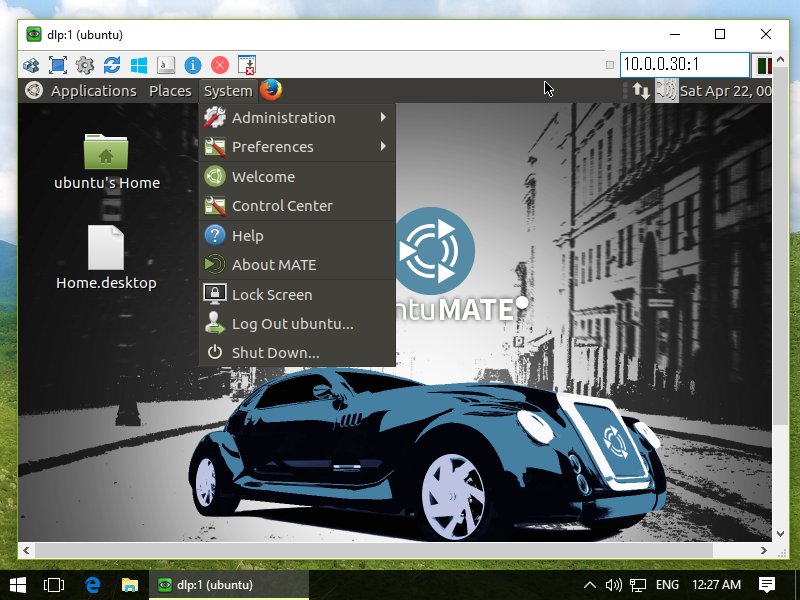 dlp:1 (ubuntu)
10.0.0.30:1
Applications Places System Sat Apr 22, 00
Administration
Preferences
Welcome
Control Center
Help
About MATE
Lock Screen
Log Out ubuntu...
Shut Down...
ubuntu's Home
Home.desktop
ntuMATE
dlp:1 (ubuntu) ENG 12:27 AM